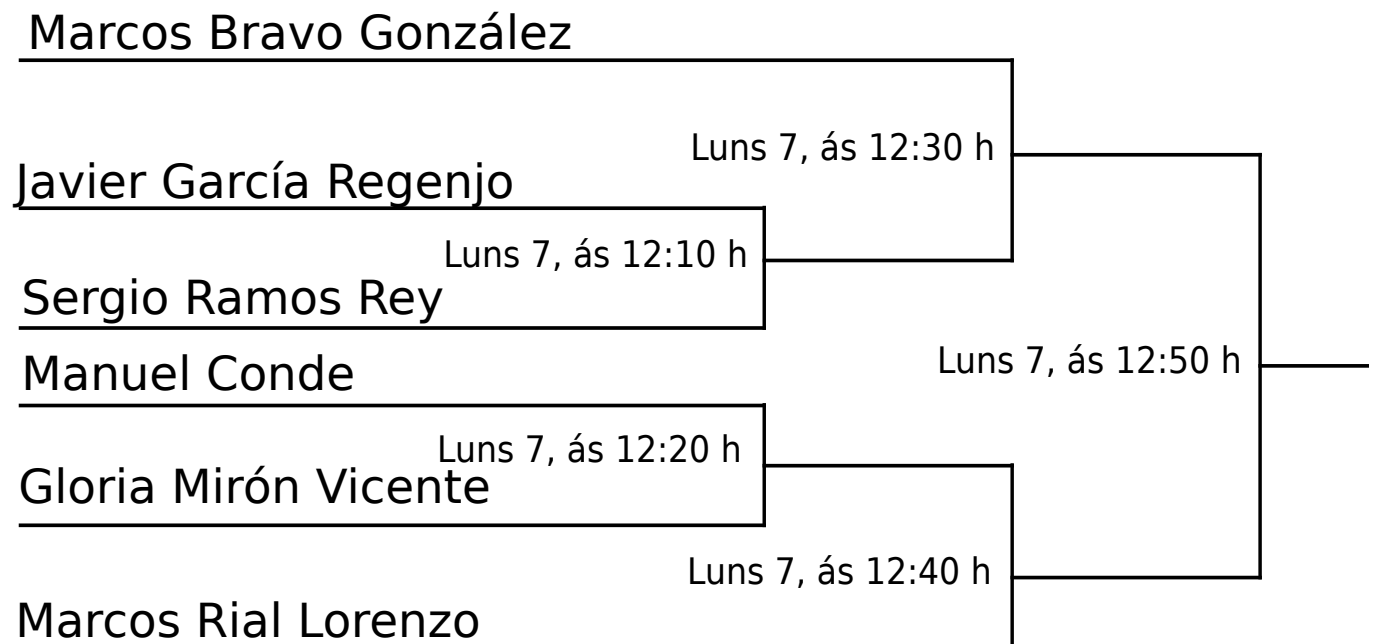 Marcos Bravo González
Luns 7, ás 12:30 h
Javier García Regenjo
Luns 7, ás 12:10 h
Sergio Ramos Rey
Luns 7, ás 12:50 h
Manuel Conde
Luns 7, ás 12:20 h
Gloria Mirón Vicente
Luns 7, ás 12:40 h
Marcos Rial Lorenzo